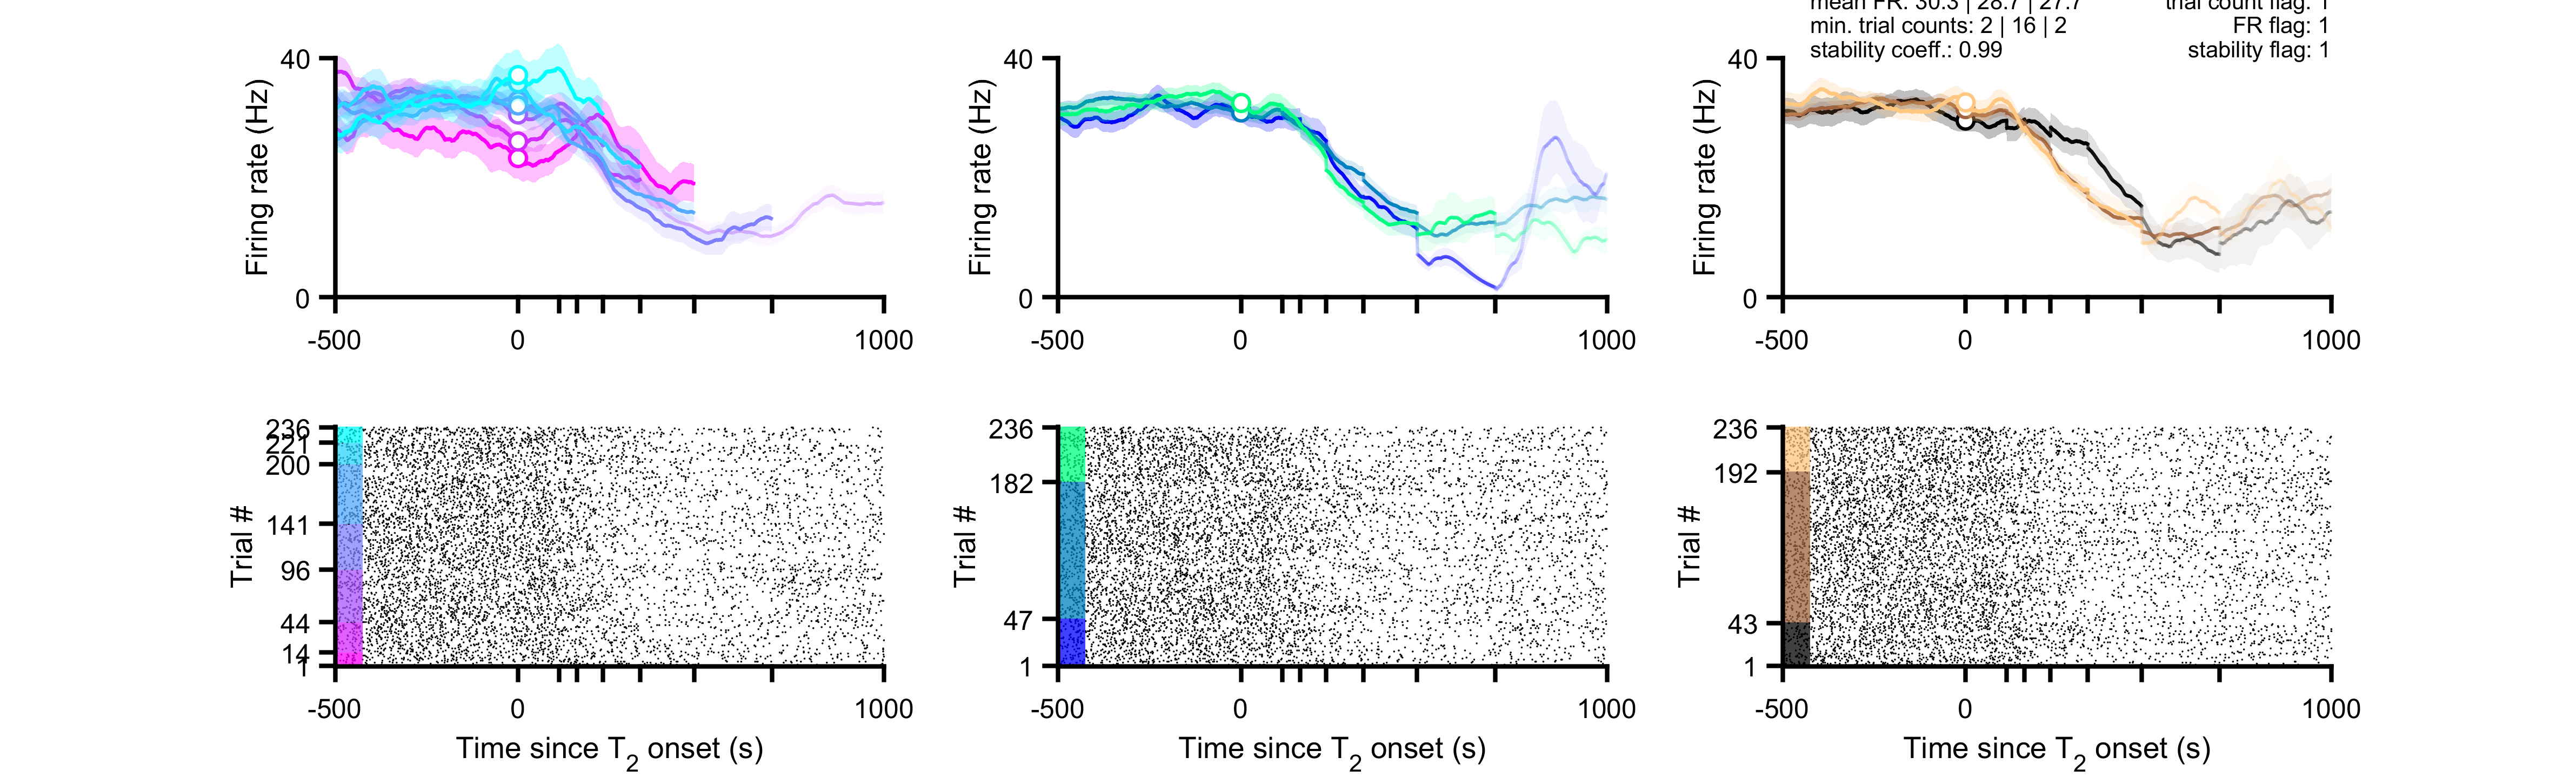 mean FR: 30.3 | 28.7 | 27.7 trial count flag: 1
min. trial counts: 2 | 16 | 2 FR flag: 1
stability coeff.: 0.99 stability flag: 1
40
Firing rate (Hz)
0
-500 0 1000
40
Firing rate (Hz)
0
-500 0 1000
40
Firing rate (Hz)
0
-500 0 1000
236
221
200
141
96
44
14
1
Trial #
-500 0 1000
Time since T2 onset (s)
236
182
47
1
Trial #
-500 0 1000
Time since T2 onset (s)
236
192
43
1
Trial #
-500 0 1000
Time since T2 onset (s)